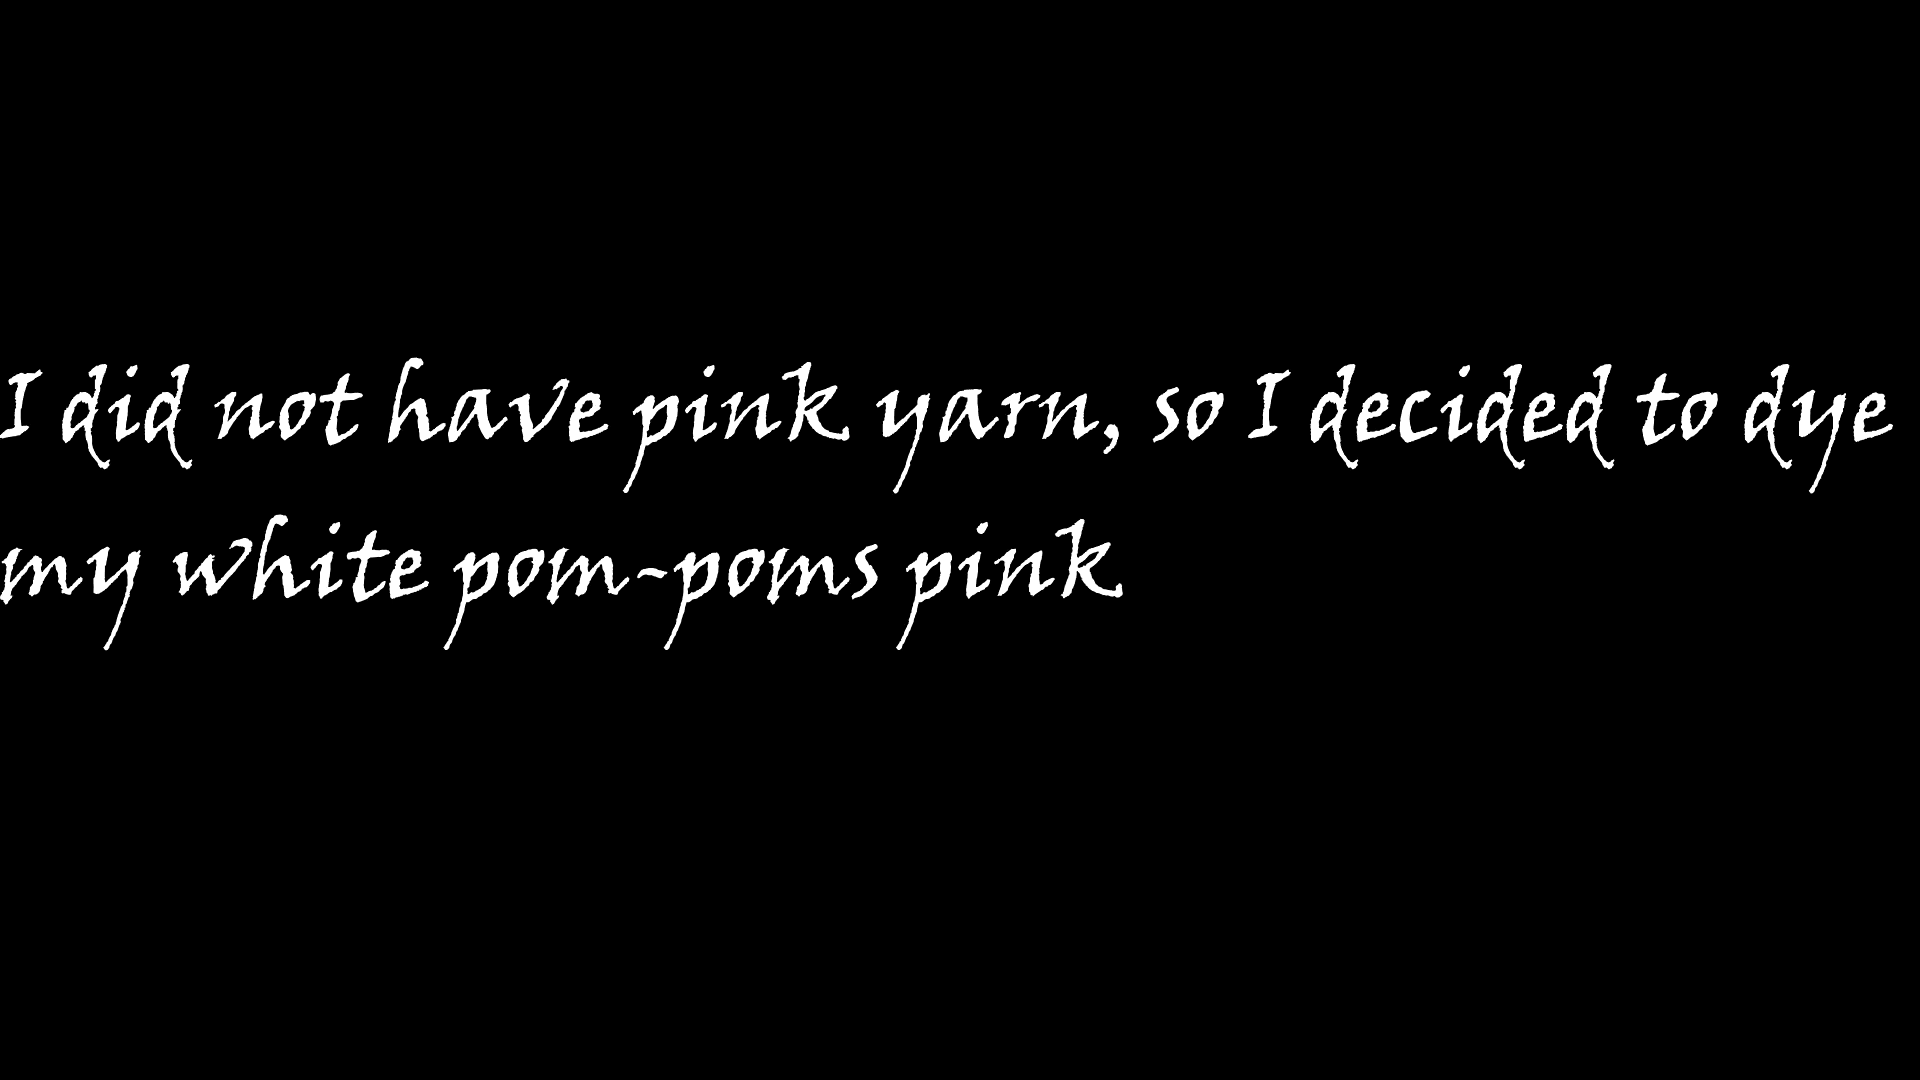 I did not have pink yarn, so I decided to dye
my white pom-poms pink